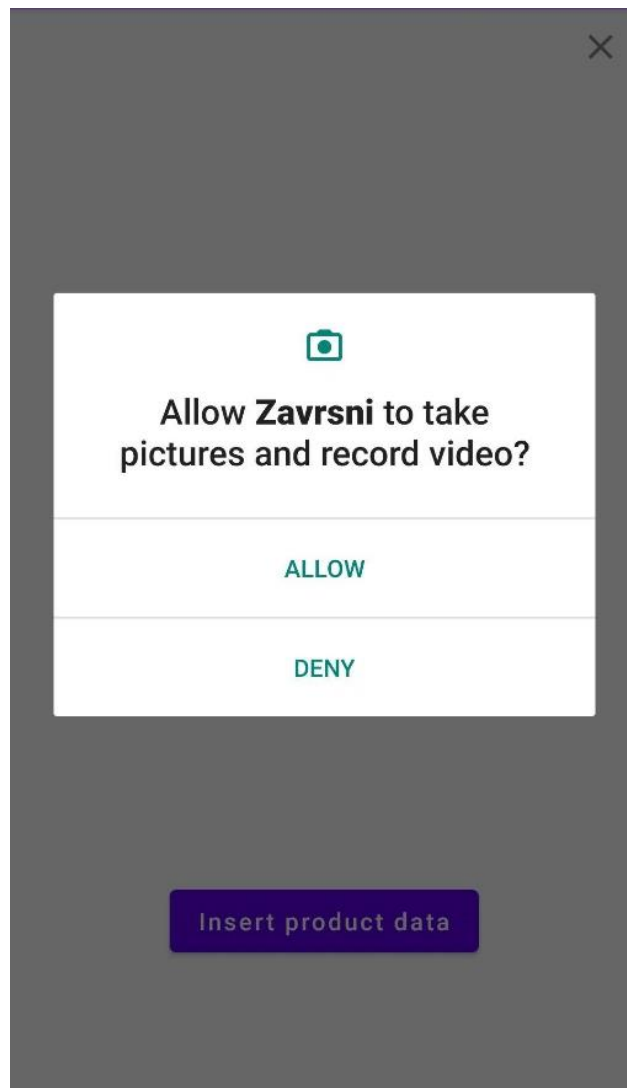 Allow Zavrsni to take
pictures and record video?
ALLOW
DENY
Insert product data